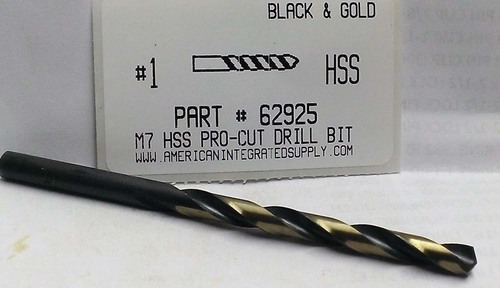 BLACK & GOLD
#1 HSS
PART # 62925
M7 HSS PRO-CUT DRILL BIT
WWW.AMERICANINTEGRATEDSUPPLY.COM